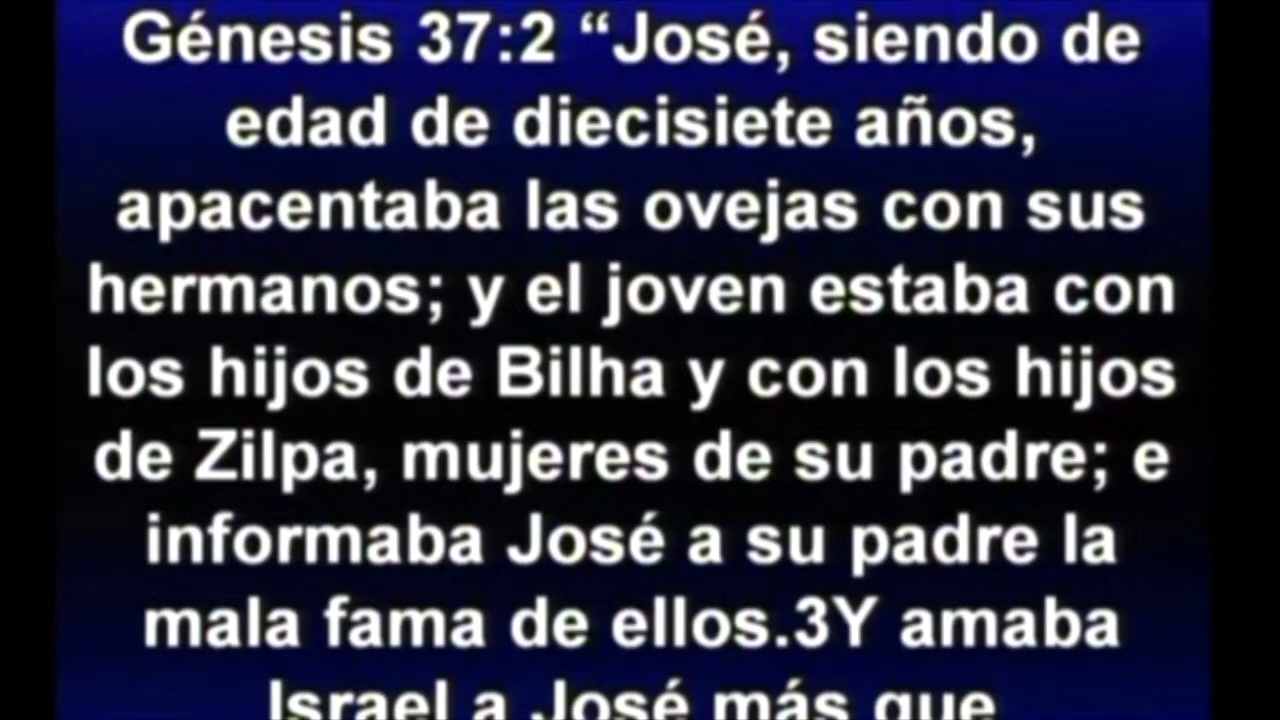 Génesis 37:2 “José, siendo de
edad de diecisiete años,
apacentaba las ovejas con sus
hermanos; y el joven estaba con
los hijos de Bilha y con los hijos
de Zilpa, mujeres de su padre; e
informaba José a su padre la
mala fama de ellos.3Y amaba
Israel a José más que